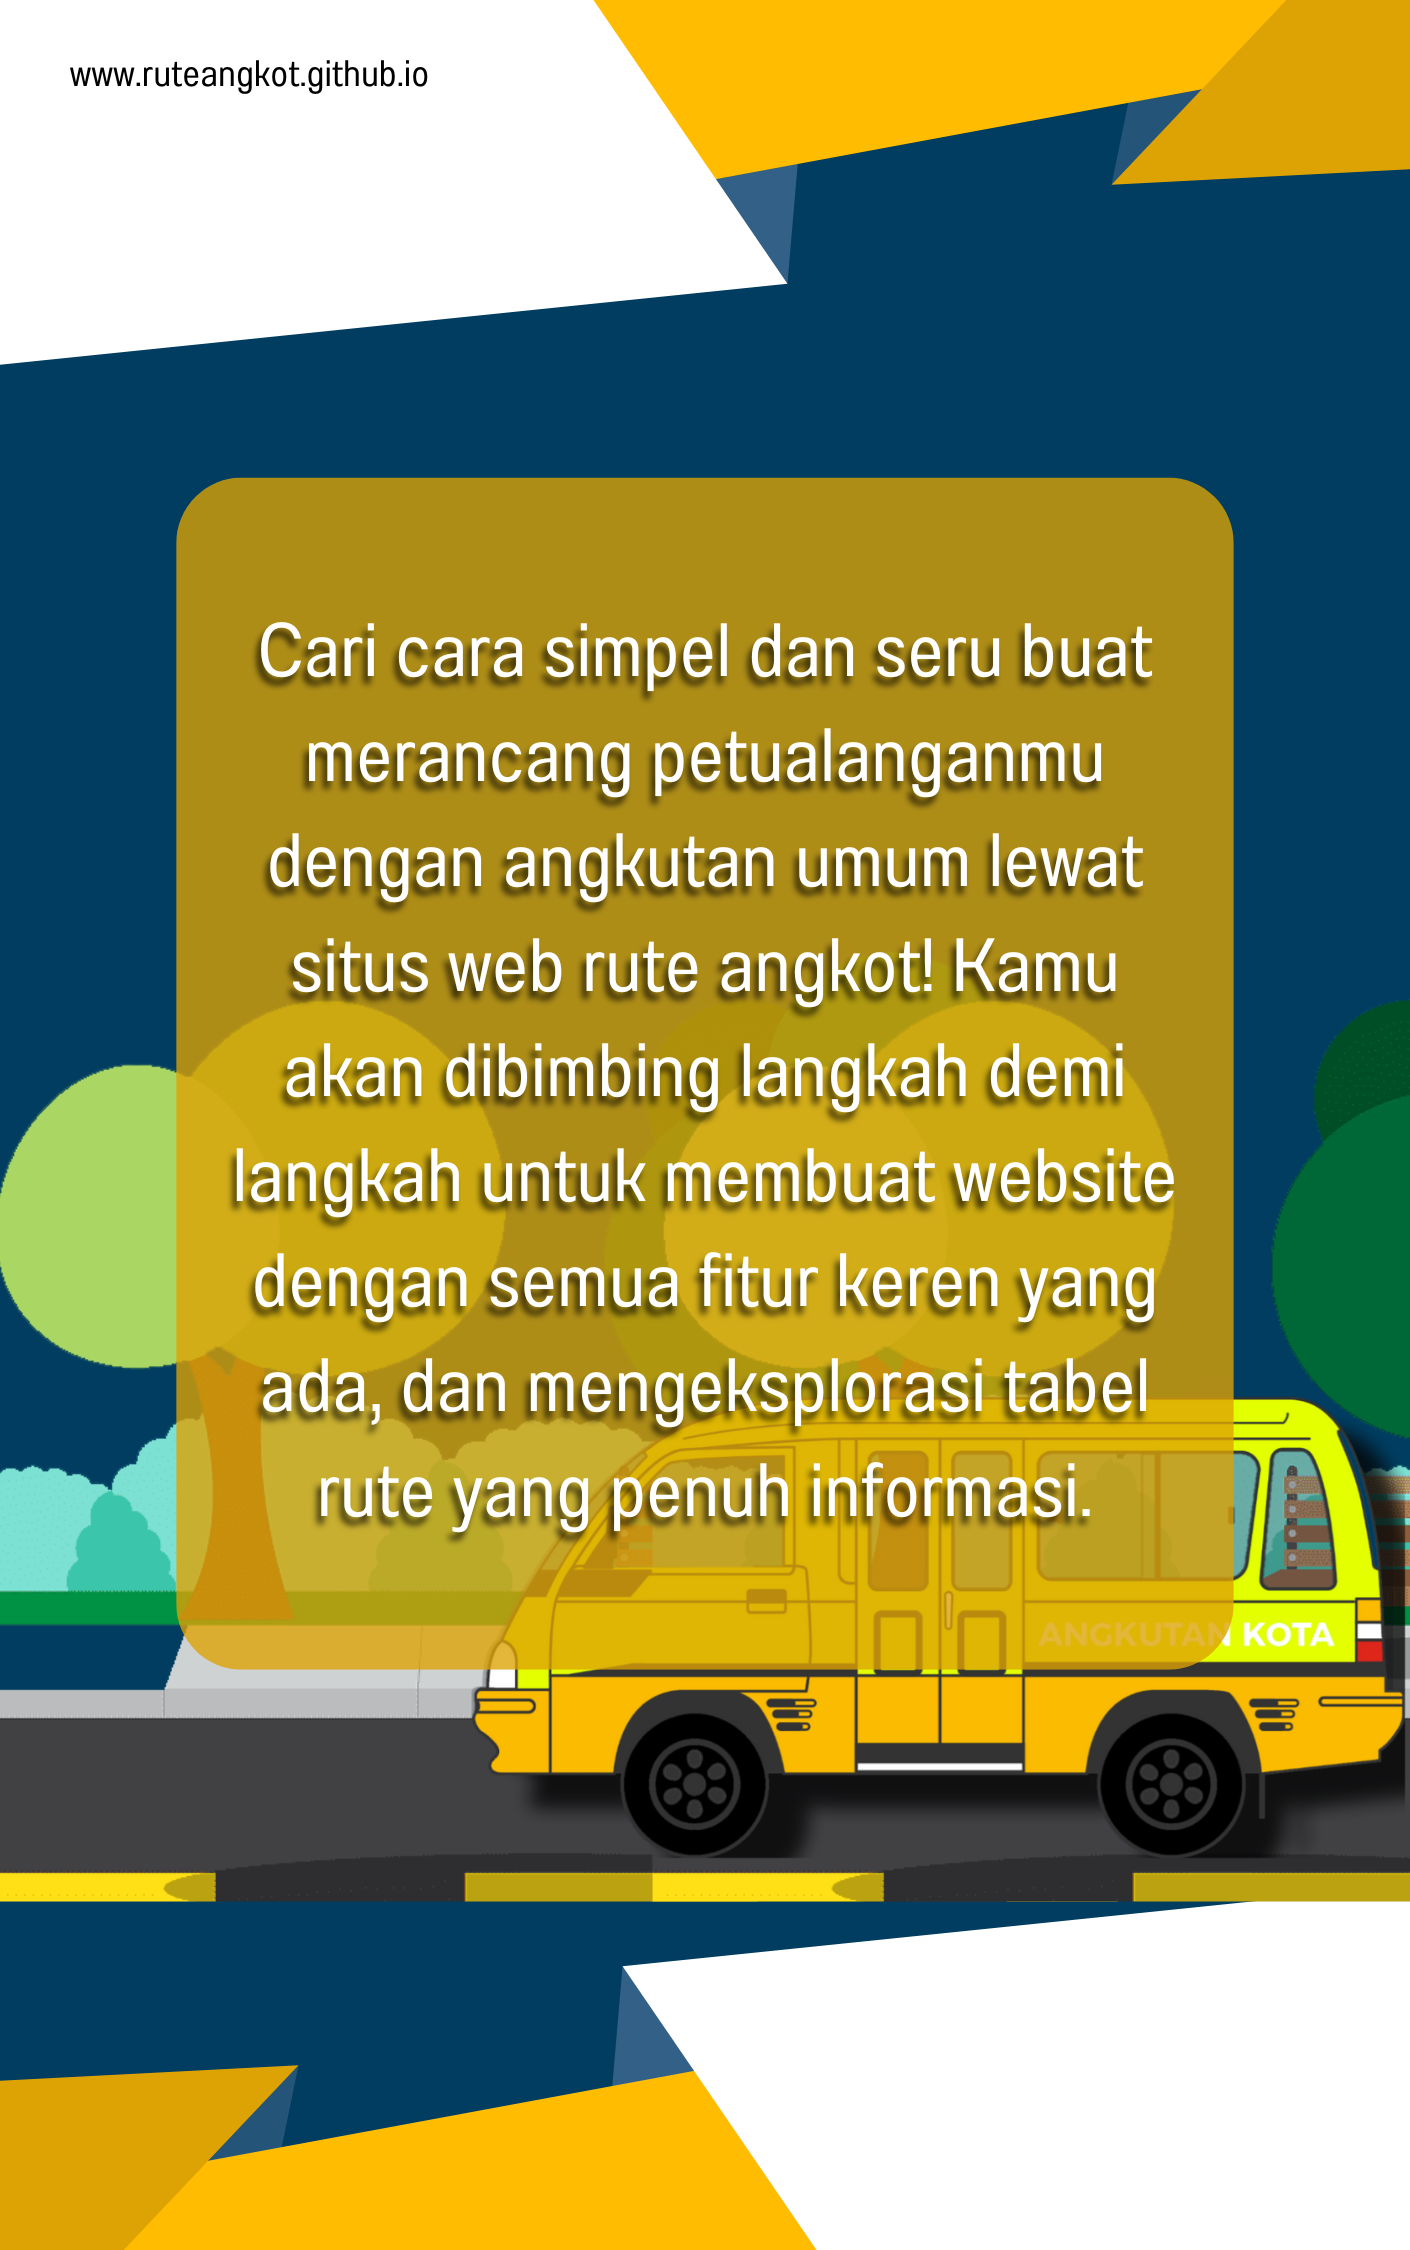 www.ruteangkot.github.io
Cari cara simpel dan seru buat
merancang petualanganmu
dengan angkutan umum lewat
situs web rute angkot! Kamu
akan dibimbing langkah demi
langkah untuk membuat website
dengan semua fitur keren yang
ada, dan mengeksplorasi tabel
rute yang penuh informasi.
ANGKUTAN KOTA